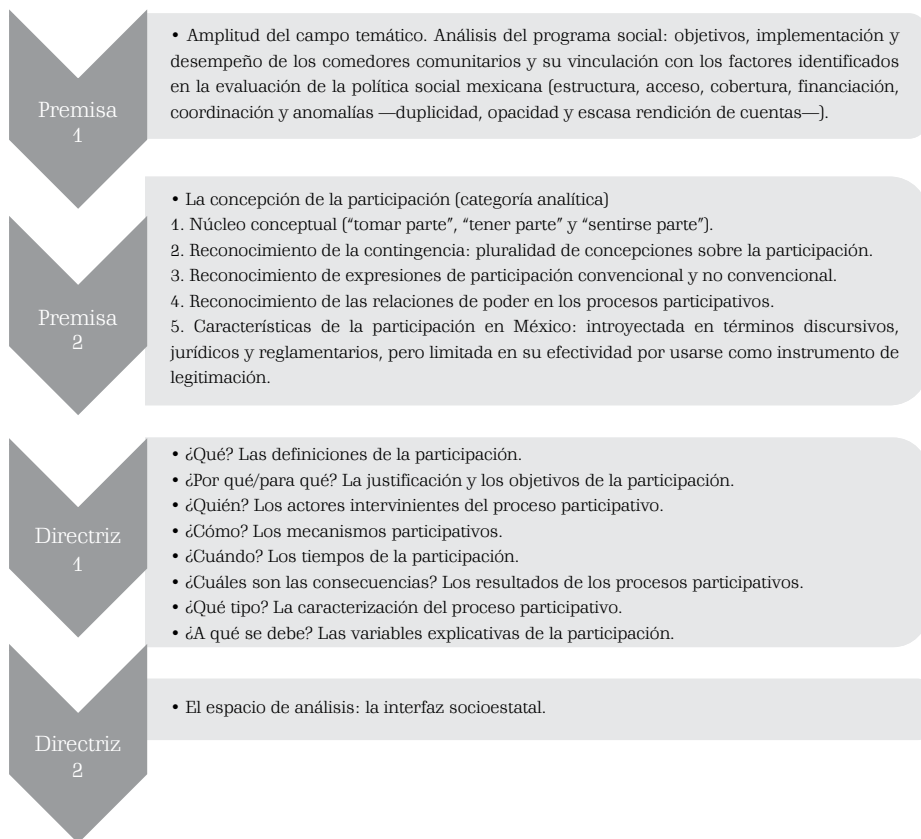 Premisa
1
• Amplitud del campo temático. Análisis del programa social: objetivos, implementación y
desempeño de los comedores comunitarios y su vinculación con los factores identificados
en la evaluación de la política social mexicana (estructura, acceso, cobertura, financiación,
coordinación y anomalías —duplicidad, opacidad y escasa rendición de cuentas—).
Premisa
2
• La concepción de la participación (categoría analítica)
1. Núcleo conceptual (“tomar parte”, “tener parte” y “sentirse parte”).
2. Reconocimiento de la contingencia: pluralidad de concepciones sobre la participación.
3. Reconocimiento de expresiones de participación convencional y no convencional.
4. Reconocimiento de las relaciones de poder en los procesos participativos.
5. Características de la participación en México: introyectada en términos discursivos,
jurídicos y reglamentarios, pero limitada en su efectividad por usarse como instrumento de
legitimación.
Directriz
1
• ¿Qué? Las definiciones de la participación.
• ¿Por qué/para qué? La justificación y los objetivos de la participación.
• ¿Quién? Los actores intervinientes del proceso participativo.
• ¿Cómo? Los mecanismos participativos.
• ¿Cuándo? Los tiempos de la participación.
• ¿Cuáles son las consecuencias? Los resultados de los procesos participativos.
• ¿Qué tipo? La caracterización del proceso participativo.
• ¿A qué se debe? Las variables explicativas de la participación.
Directriz
2
• El espacio de análisis: la interfaz socioestatal.